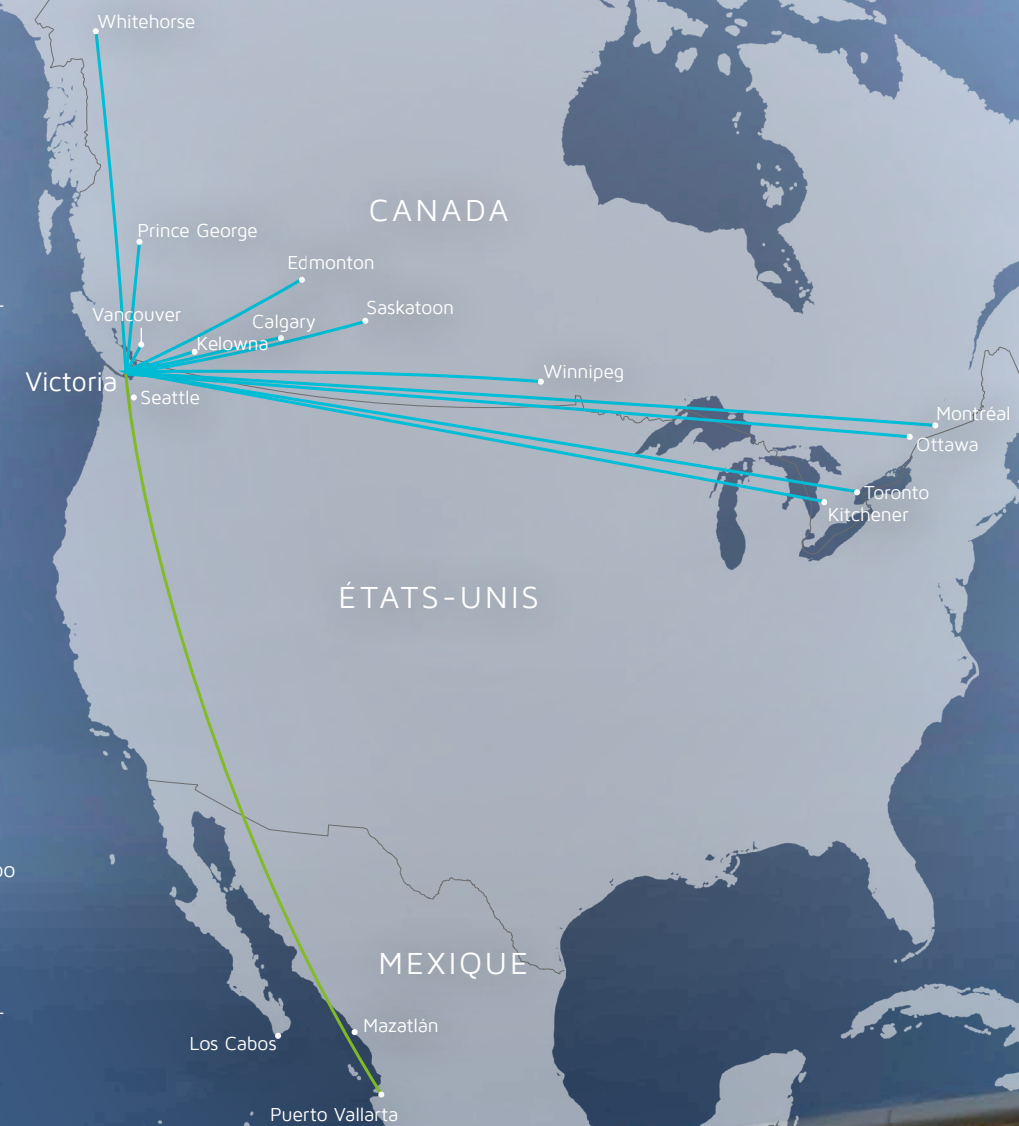 Whitehorse
CANADA
Prince George
Edmonton
Saskatoon
Vancouver
Calgary
Kelowna
Winnipeg
Victoria
Seattle
Montréal
Ottawa
Toronto
Kitchener
ÉTATS-UNIS
MEXIQUE
Mazatlán
Los Cabos
Puerto Vallarta